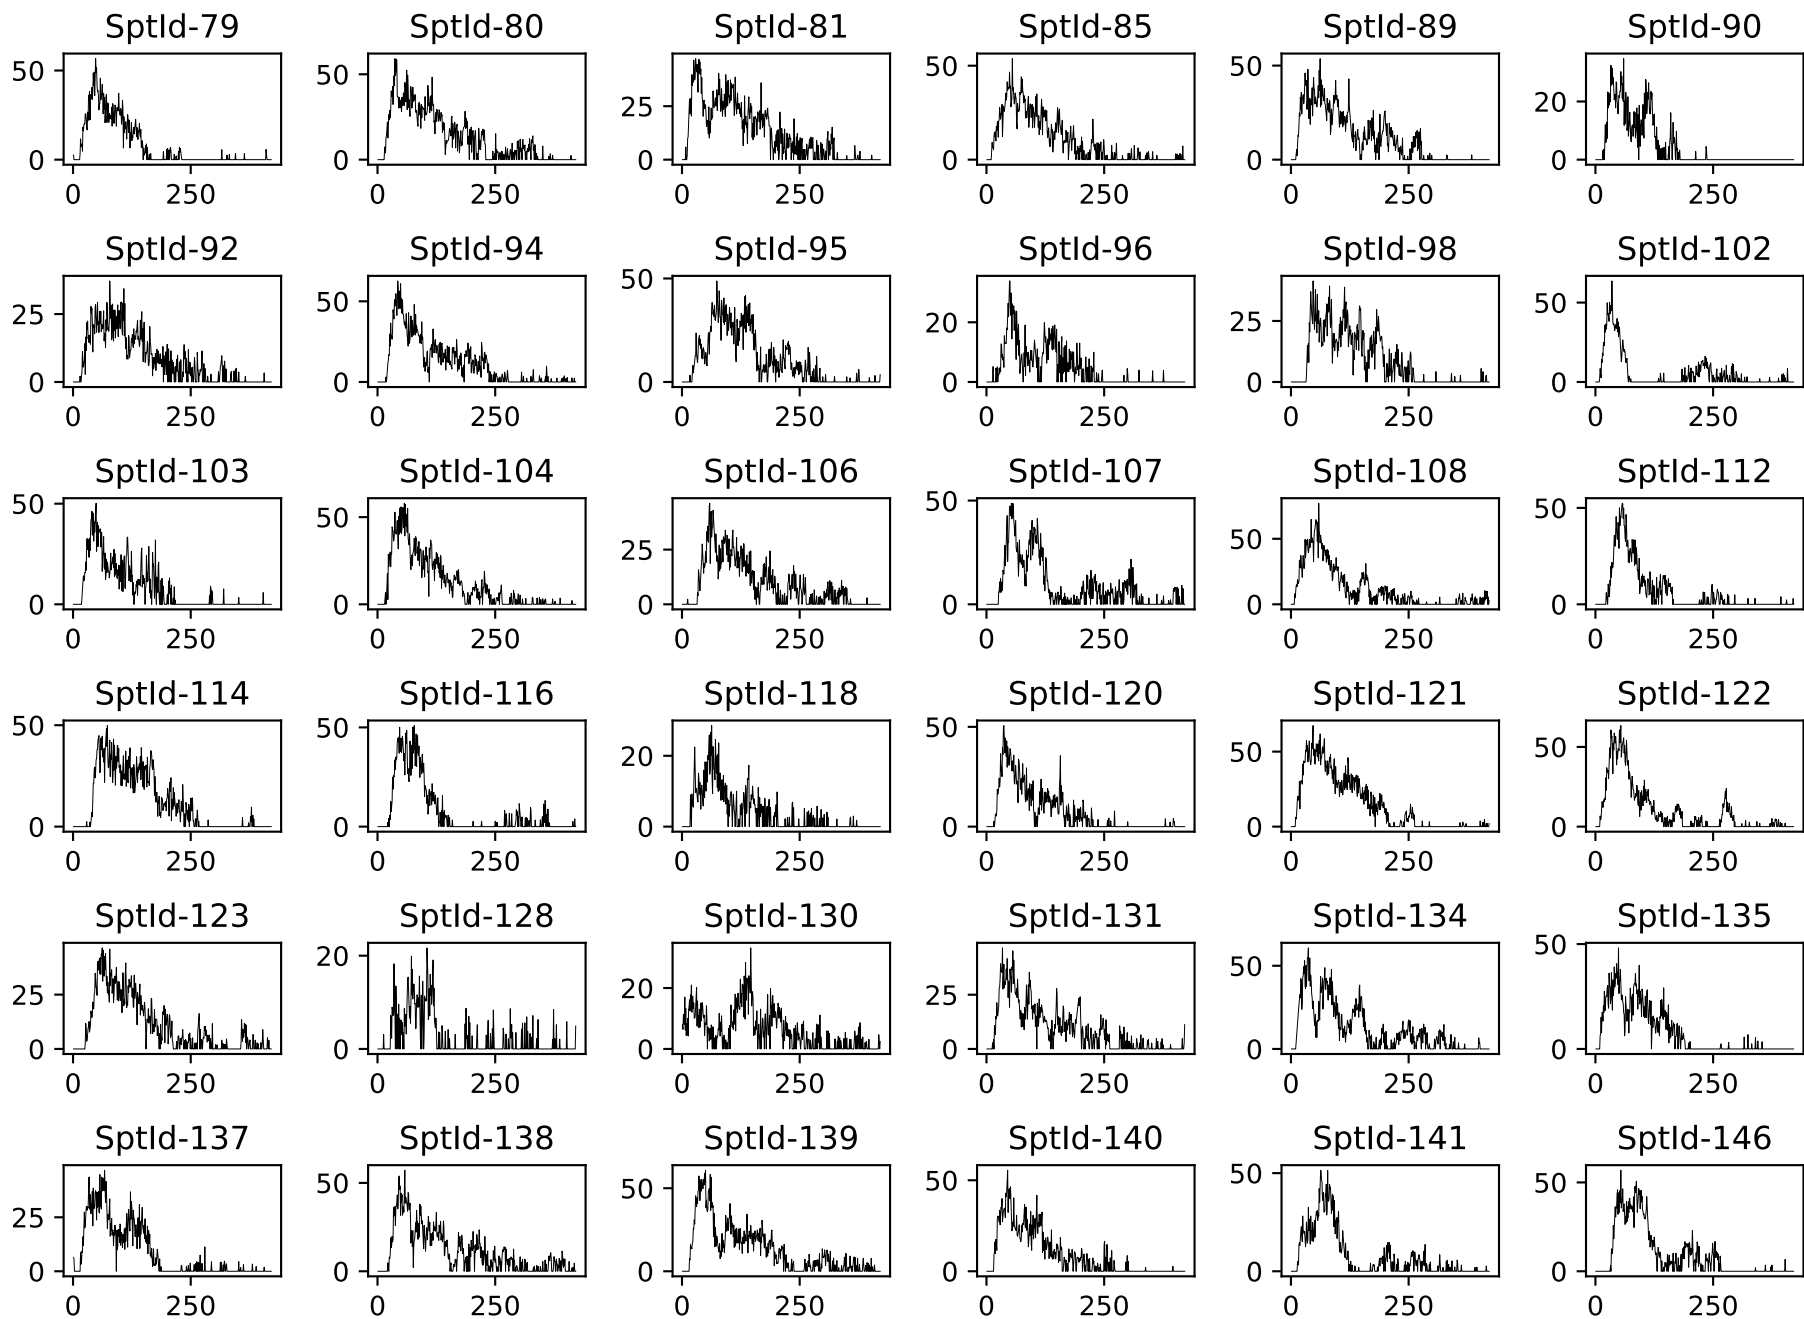 SptId-79 SptId-80 SptId-81 SptId-85 SptId-89 SptId-90
50 50 25 50 50 20
0 0 0 0 0 0
0 250 0 250 0 250 0 250 0 250 0 250
SptId-92 SptId-94 SptId-95 SptId-96 SptId-98 SptId-102
25 50 50 20 25 50
0 0 0 0 0 0
0 250 0 250 0 250 0 250 0 250 0 250
SptId-103 SptId-104 SptId-106 SptId-107 SptId-108 SptId-112
50 50 25 50 50 50
0 0 0 0 0 0
0 250 0 250 0 250 0 250 0 250 0 250
SptId-114 SptId-116 SptId-118 SptId-120 SptId-121 SptId-122
50 50 20 50 50 50
0 0 0 0 0 0
0 250 0 250 0 250 0 250 0 250 0 250
SptId-123 SptId-128 SptId-130 SptId-131 SptId-134 SptId-135
25 20 20 25 50 50
0 0 0 0 0 0
0 250 0 250 0 250 0 250 0 250 0 250
SptId-137 SptId-138 SptId-139 SptId-140 SptId-141 SptId-146
25 50 50 50 50 50
0 0 0 0 0 0
0 250 0 250 0 250 0 250 0 250 0 250